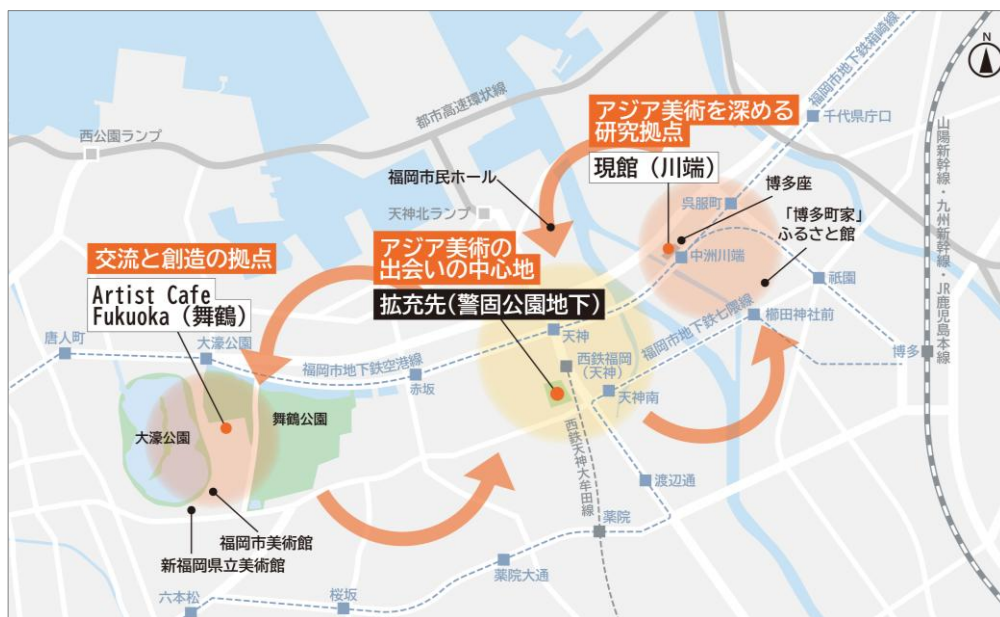 N
福岡市地下鉄箱崎線
都市高速環状線
アジア美術を深める
研究拠点
千代県庁口
山陽新幹線・九州新幹線・JR鹿児島本線
西公園ランプ
現館（川端）
福岡市民ホール
博多座
呉服町
天神北ランプ
「博多町家」
ふるさと館
アジア美術の
出会いの中心地
交流と創造の拠点
中洲川端
祇園
拡充先(警固公園地下)
Artist Cafe
Fukuoka（舞鶴）
福岡市地下鉄七隈線
櫛田神社前
天神
唐人町
大濠公園
福岡市地下鉄空港線
西鉄福岡
（天神）
博多
赤坂
天神南
舞鶴公園
大濠公園
西鉄天神大牟田線
渡辺通
福岡市美術館
薬院
新福岡県立美術館
薬院大通
六本松
桜坂